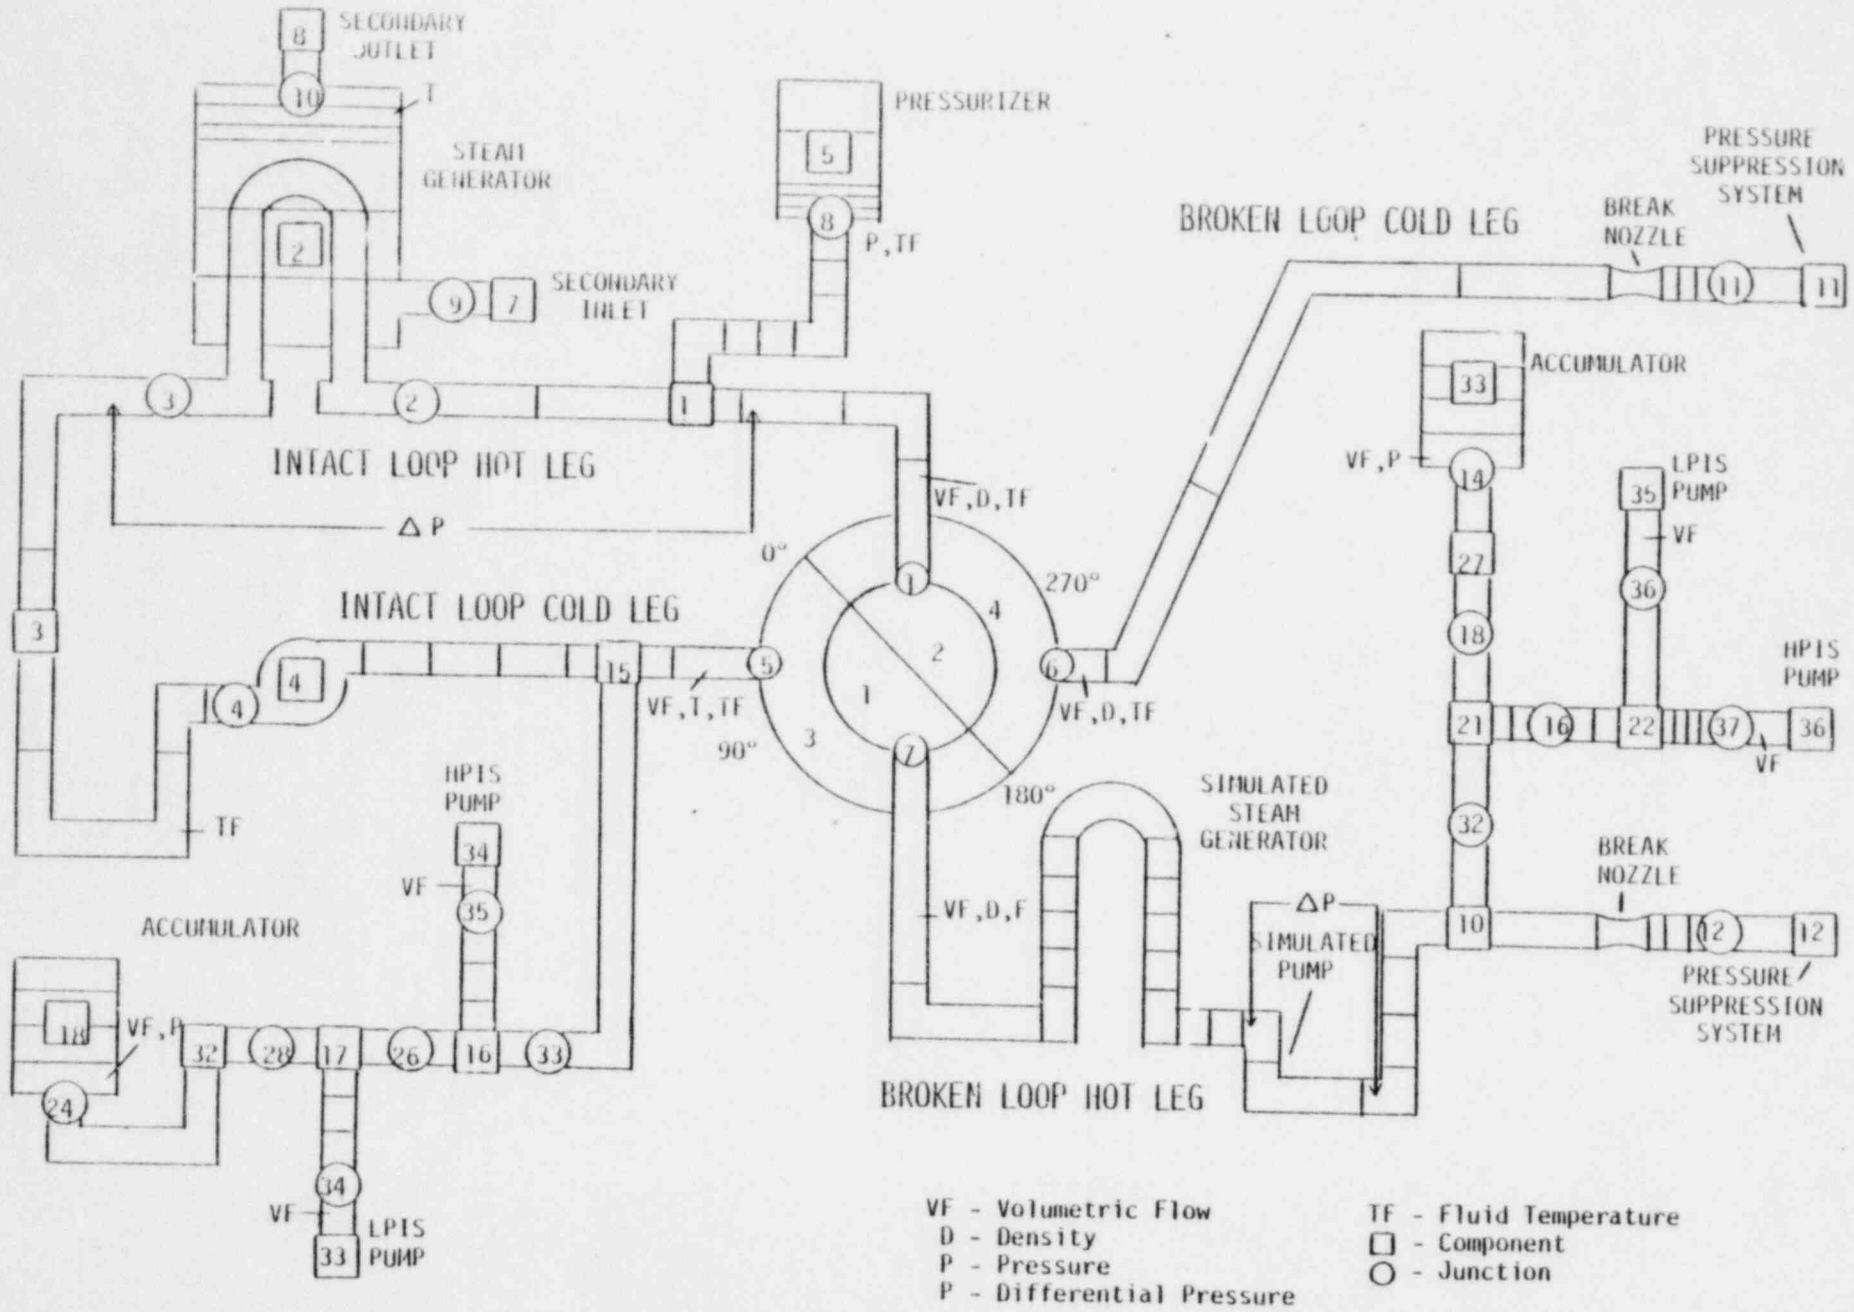 8
SECONDARY
OUTLET
10
T
STEAM
GENERATOR
2
9
7
SECONDARY
INLET
PRESSURIZER
5
8
P,TF
3
2
1
INTACT LOOP HOT LEG
Δ P
VF,D,TF
BROKEN LOOP COLD LEG
BREAK
NOZZLE
PRESSURE
SUPPRESSION
SYSTEM
11
11
33
ACCUMULATOR
VF,P
14
27
18
35
LPIS
PUMP
VF
36
21
16
22
37
36
HPIS
PUMP
VF
32
3
INTACT LOOP COLD LEG
4
4
15
VF,T,TF
5
TF
0°
90°
180°
270°
1
2
4
1
3
7
6
VF,D,TF
VF,D,F
SIMULATED
STEAM
GENERATOR
ΔP
SIMULATED
PUMP
BREAK
NOZZLE
10
12
12
PRESSURE
SUPPRESSION
SYSTEM
BROKEN LOOP HOT LEG
HPIS
PUMP
34
VF
35
ACCUMULATOR
18
VF,P
24
32
28
17
26
16
33
34
VF
33
LPIS
PUMP
VF - Volumetric Flow
D - Density
P - Pressure
P - Differential Pressure
TF - Fluid Temperature
- Component
- Junction